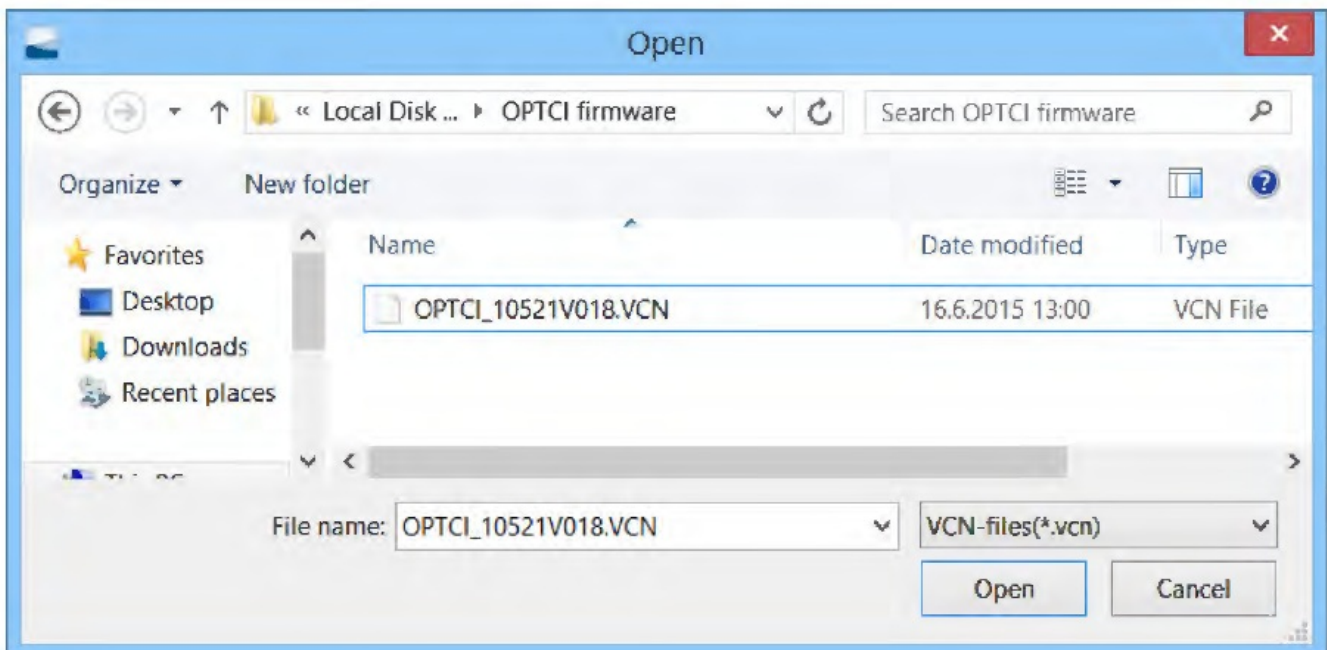 Open
« Local Disk ... ▸ OPTCI firmware
Search OPTCI firmware
Organize
New folder
Name
Date modified
Type
Favorites
Desktop
Downloads
Recent places
OPTCI_10521V018.VCN
16.6.2015 13:00
VCN File
File name: OPTCI_10521V018.VCN
VCN-files(*.vcn)
Open
Cancel